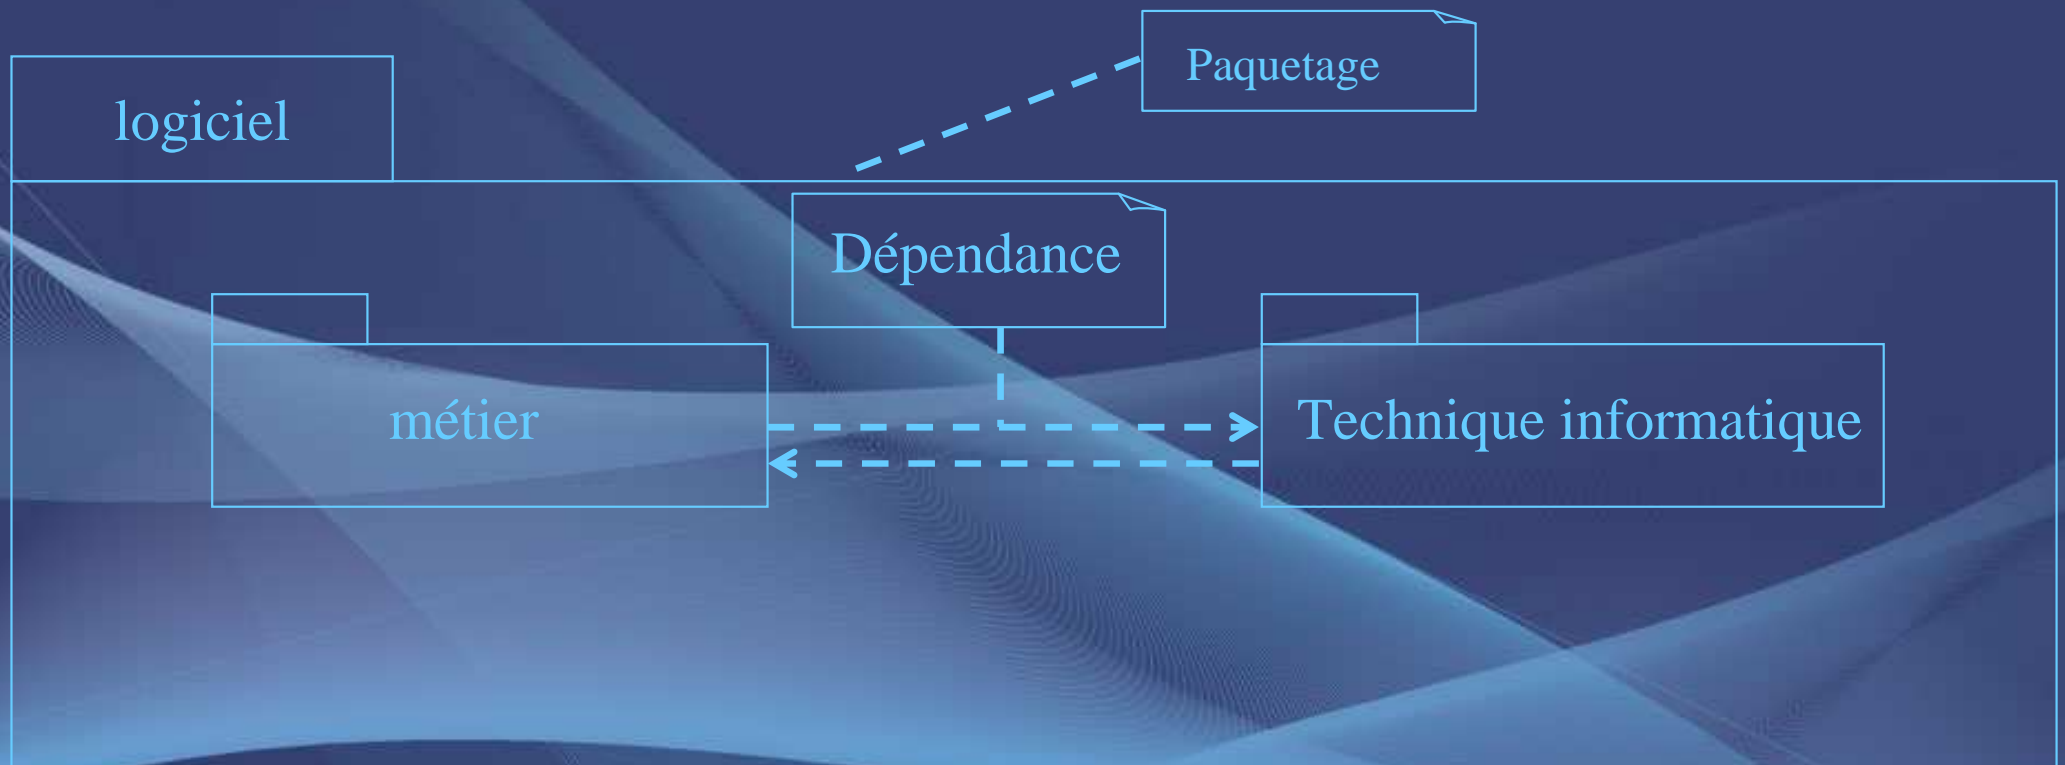 Paquetage
logiciel
Dépendance
métier
Technique informatique